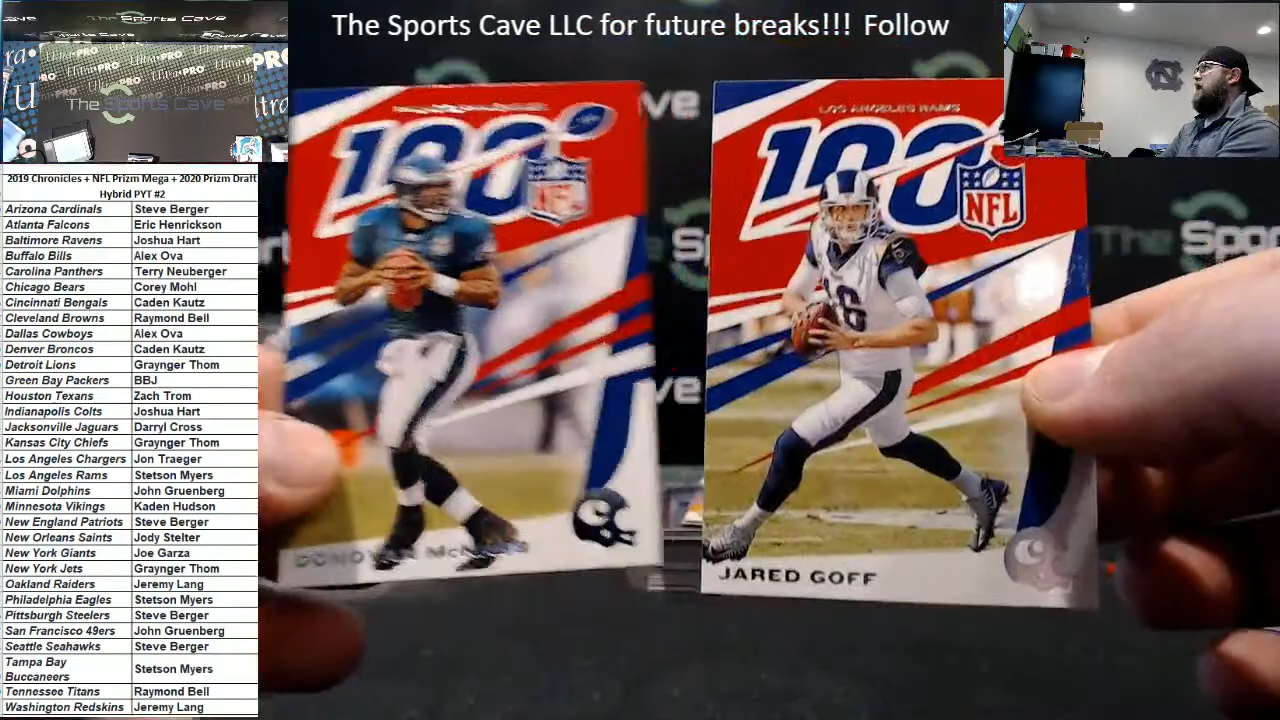 The Sports Cave LLC for future breaks!!! Follow
The Sports Cave
2019 Chronicles + NFL Prizm Mega + 2020 Prizm Draft
Hybrid PYT #2
Arizona Cardinals Steve Berger
Atlanta Falcons Eric Henrickson
Baltimore Ravens Joshua Hart
Buffalo Bills Alex Ova
Carolina Panthers Terry Neuberger
Chicago Bears Corey Mohl
Cincinnati Bengals Caden Kautz
Cleveland Browns Raymond Bell
Dallas Cowboys Alex Ova
Denver Broncos Caden Kautz
Detroit Lions Graynger Thom
Green Bay Packers BBJ
Houston Texans Zach Trom
Indianapolis Colts Joshua Hart
Jacksonville Jaguars Darryl Cross
Kansas City Chiefs Graynger Thom
Los Angeles Chargers Jon Traeger
Los Angeles Rams Stetson Myers
Miami Dolphins John Gruenberg
Minnesota Vikings Kaden Hudson
New England Patriots Steve Berger
New Orleans Saints Jody Stelter
New York Giants Joe Garza
New York Jets Graynger Thom
Oakland Raiders Jeremy Lang
Philadelphia Eagles Stetson Myers
Pittsburgh Steelers Steve Berger
San Francisco 49ers John Gruenberg
Seattle Seahawks Steve Berger
Tampa Bay
Buccaneers Stetson Myers
Tennessee Titans Raymond Bell
Washington Redskins Jeremy Lang
100
NFL
DONOVAN McNABB
LOS ANGELES RAMS
100
NFL
16
JARED GOFF
The Sports